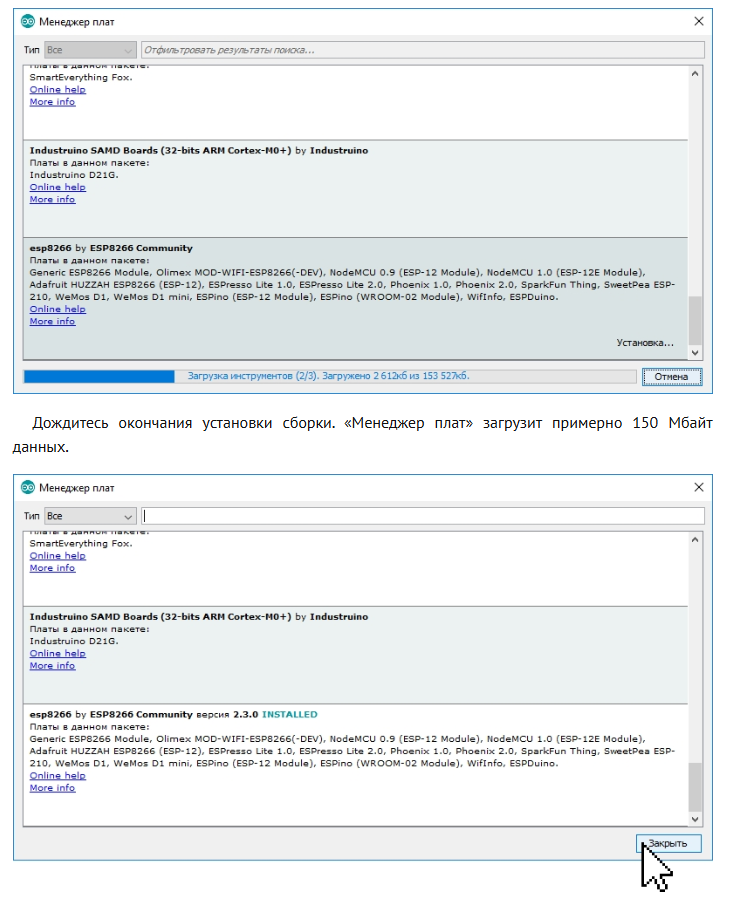 Менеджер плат
Тип Все Отфильтровать результаты поиска...
Платы в данном пакете:
SmartEverything Fox.
Online help
More info
Industruino SAMD Boards (32-bits ARM Cortex-M0+) by Industruino
Платы в данном пакете:
Industruino D21G.
Online help
More info
esp8266 by ESP8266 Community
Платы в данном пакете:
Generic ESP8266 Module, Olimex MOD-WIFI-ESP8266(-DEV), NodeMCU 0.9 (ESP-12 Module), NodeMCU 1.0 (ESP-12E Module),
Adafruit HUZZAH ESP8266 (ESP-12), ESPresso Lite 1.0, ESPresso Lite 2.0, Phoenix 1.0, Phoenix 2.0, SparkFun Thing, SweetPea ESP-
210, WeMos D1, WeMos D1 mini, ESPino (ESP-12 Module), ESPino (WROOM-02 Module), WifInfo, ESPDuino.
Online help
More info
Установка...
Загрузка инструментов (2/3). Загружено 2 612кб из 153 527кб.
Отмена
Дождитесь окончания установки сборки. «Менеджер плат» загрузит примерно 150 Мбайт
данных.
Менеджер плат
Тип Все
Платы в данном пакете:
SmartEverything Fox.
Online help
More info
Industruino SAMD Boards (32-bits ARM Cortex-M0+) by Industruino
Платы в данном пакете:
Industruino D21G.
Online help
More info
esp8266 by ESP8266 Community версия 2.3.0 INSTALLED
Платы в данном пакете:
Generic ESP8266 Module, Olimex MOD-WIFI-ESP8266(-DEV), NodeMCU 0.9 (ESP-12 Module), NodeMCU 1.0 (ESP-12E Module),
Adafruit HUZZAH ESP8266 (ESP-12), ESPresso Lite 1.0, ESPresso Lite 2.0, Phoenix 1.0, Phoenix 2.0, SparkFun Thing, SweetPea ESP-
210, WeMos D1, WeMos D1 mini, ESPino (ESP-12 Module), ESPino (WROOM-02 Module), WifInfo, ESPDuino.
Online help
More info
Закрыть